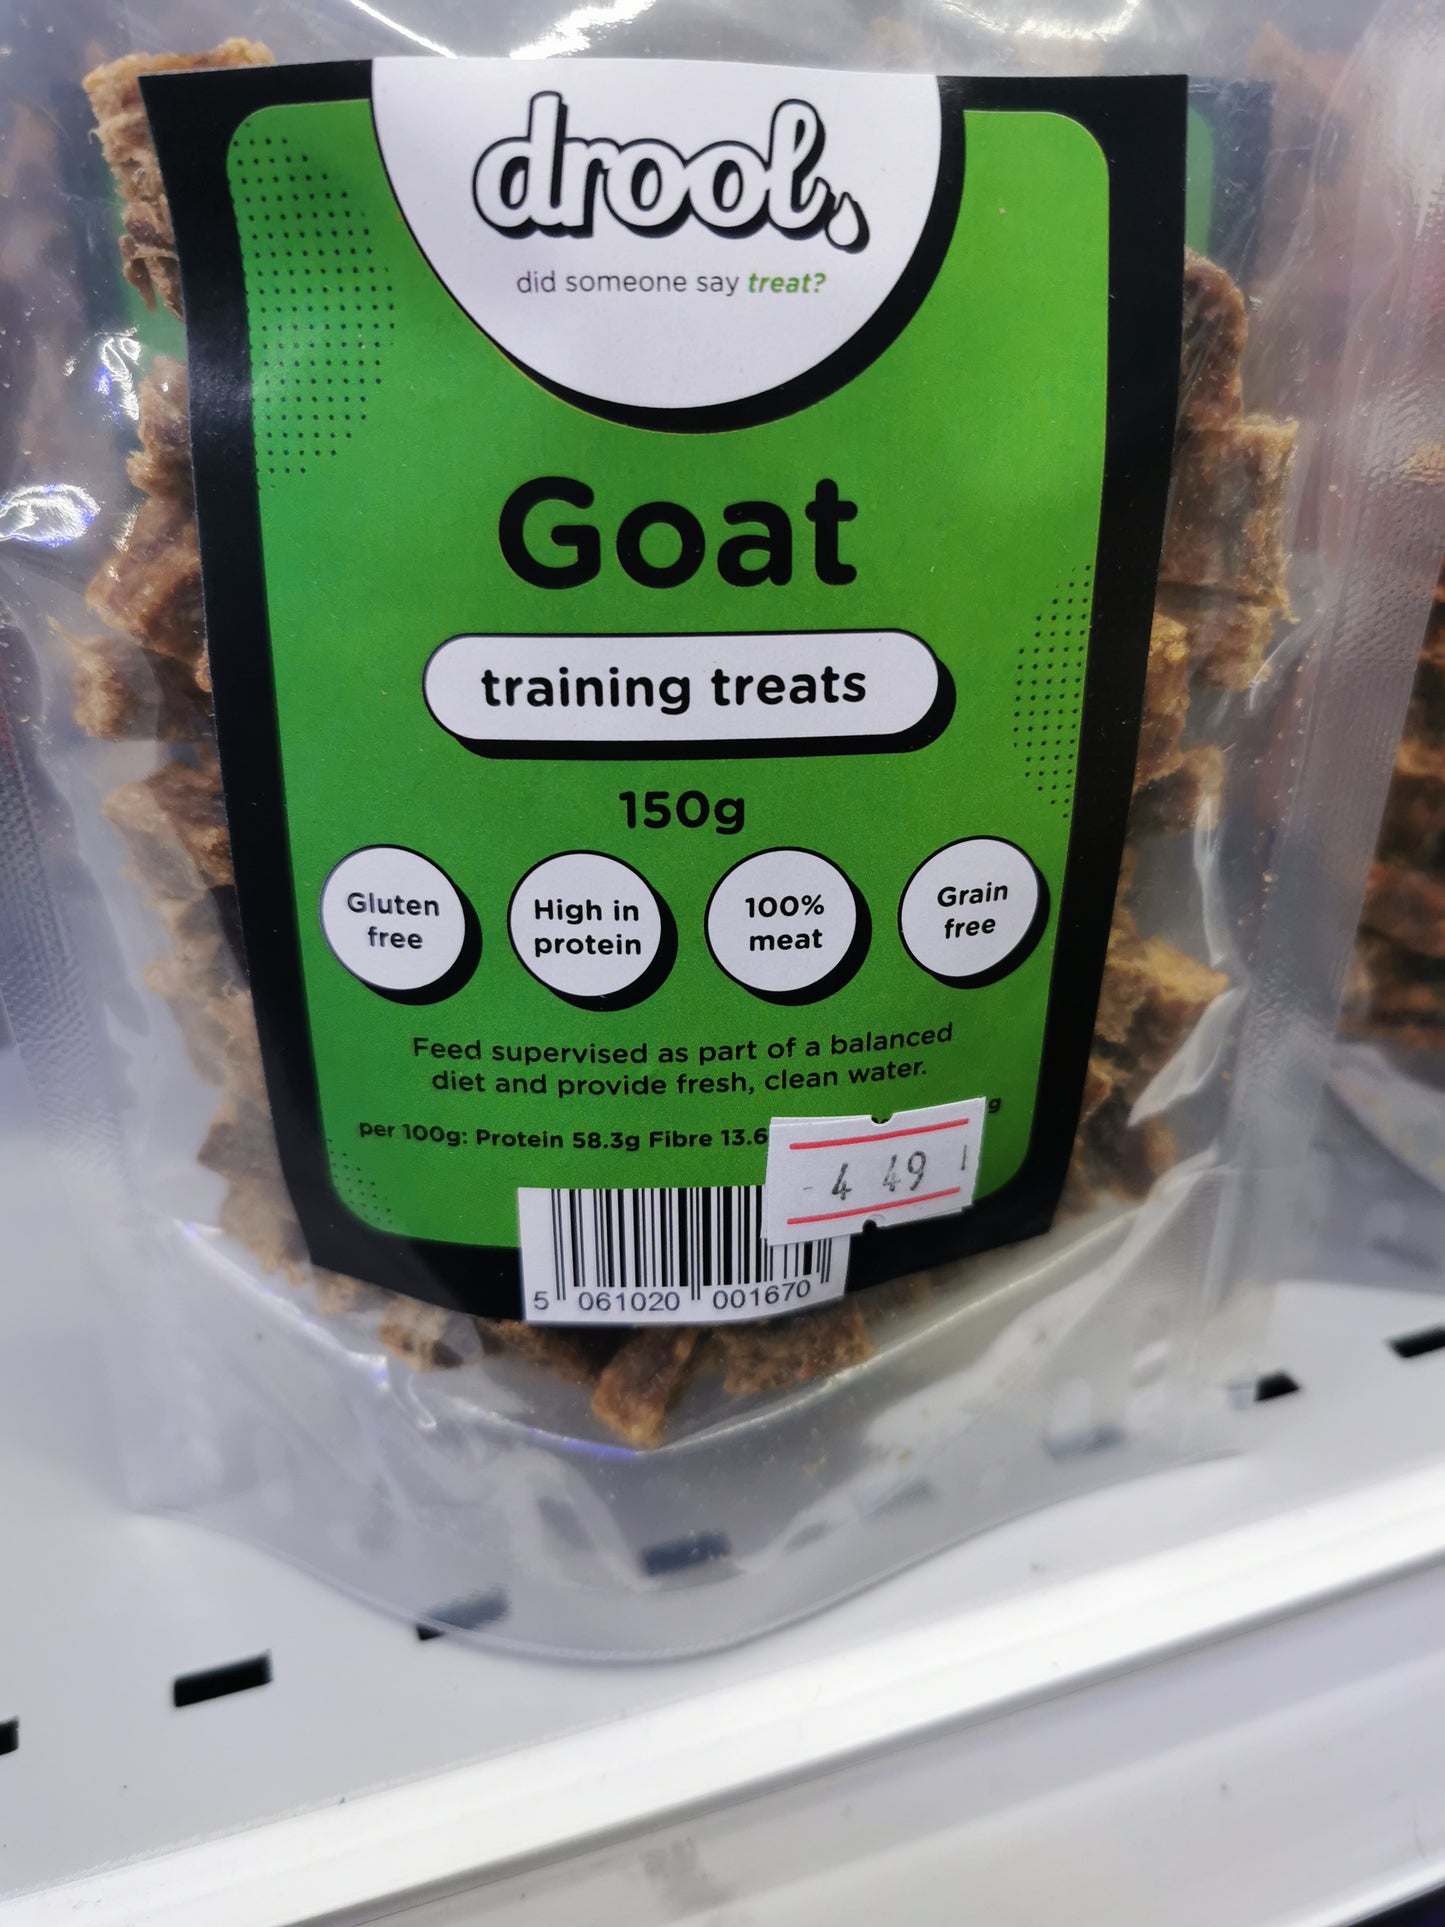 drool
did someone say treat?
Goat
training treats
150g
Gluten
free
High in
protein
100%
meat
Grain
free
Feed supervised as part of a balanced
diet and provide fresh, clean water.
per 100g: Protein 58.3g Fibre 13.6
g
4 49
5 061020 001670